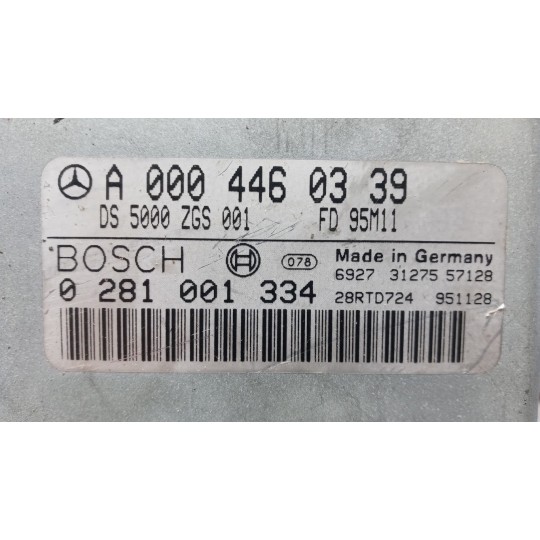 A 000 446 03 39
DS 5000 ZGS 001 FD 95M11
BOSCH 078 Made in Germany
6927 31275 57128
0 281 001 334 28RTD724 951128